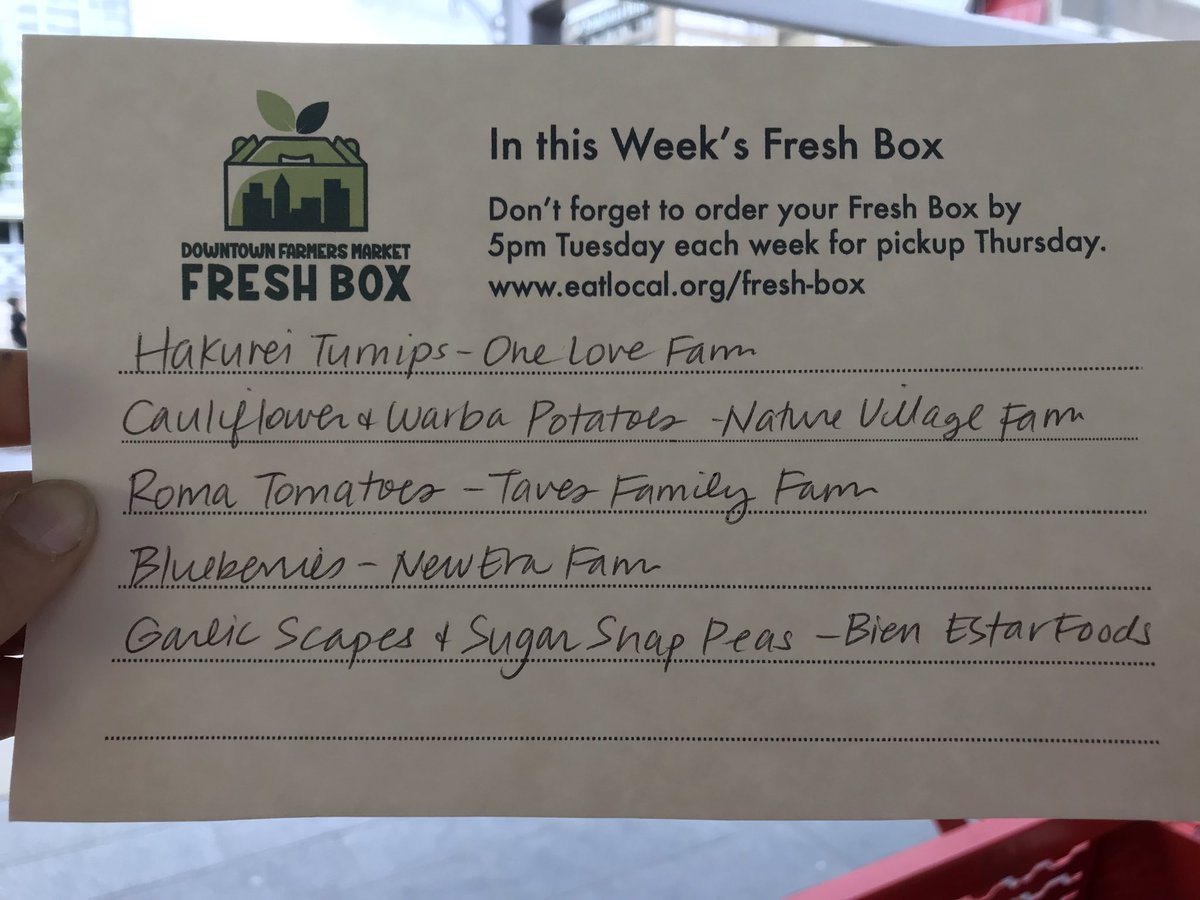 DOWNTOWN FARMERS MARKET
FRESH BOX
In this Week's Fresh Box
Don't forget to order your Fresh Box by
5pm Tuesday each week for pickup Thursday.
www.eatlocal.org/fresh-box
Hakurei Turnips - One Love Farm
Cauliflower & Warba Potatoes - Nature Village Farm
Roma Tomatoes - Taves Family Farm
Blueberries - New Era Farm
Garlic Scapes & Sugar Snap Peas - Bien Estar Foods